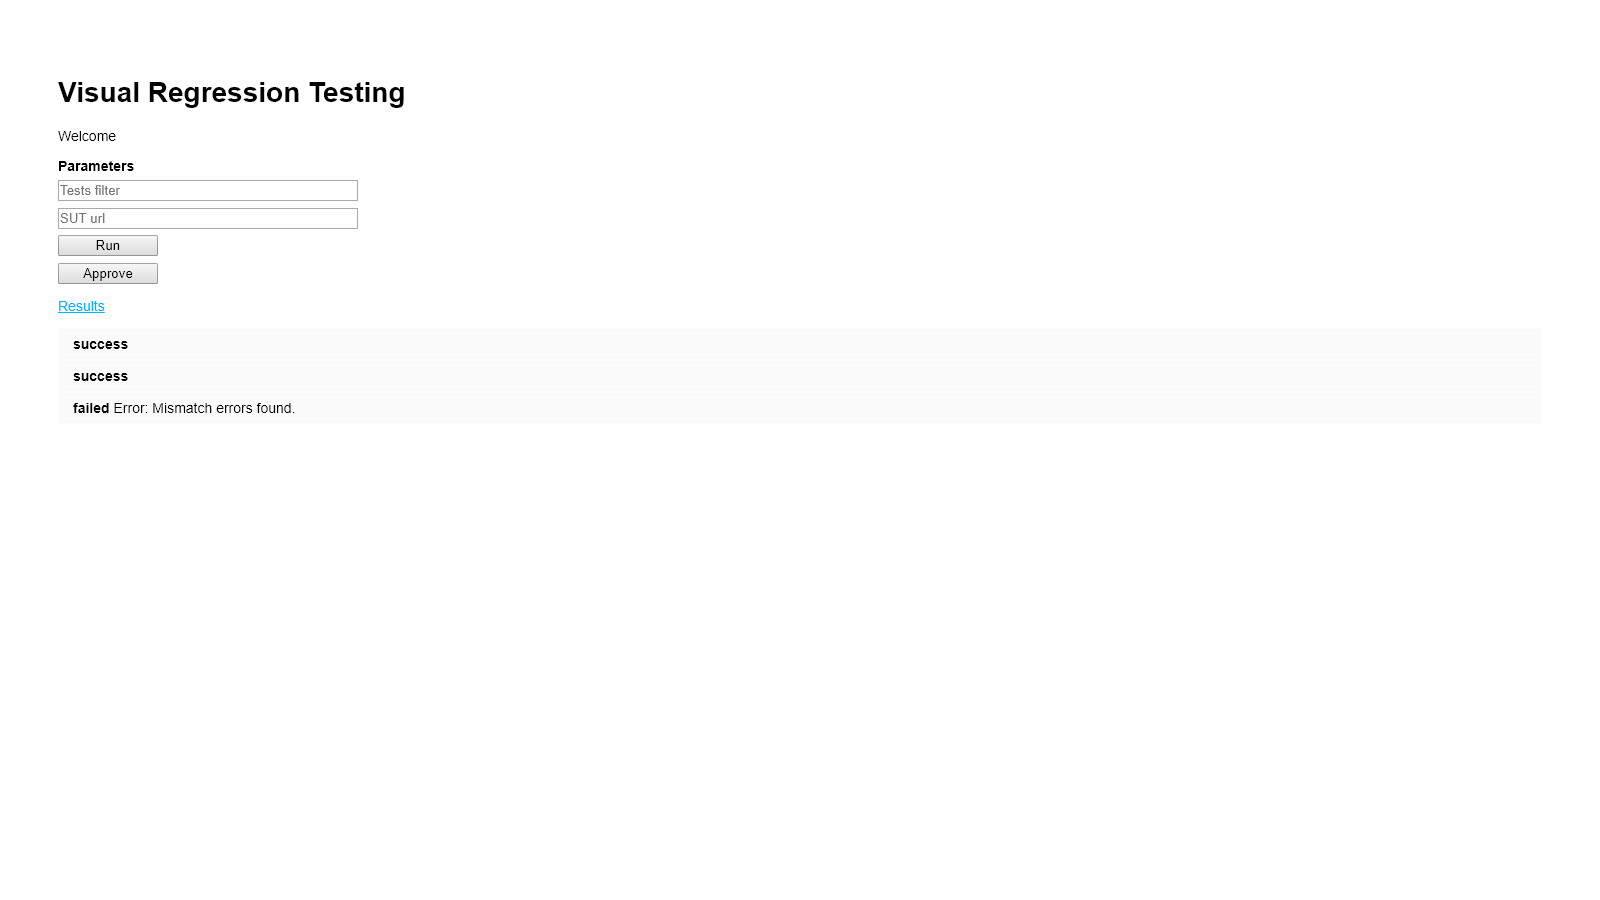 Visual Regression Testing
Welcome
Parameters
Tests filter
SUT url
Run
Approve
Results
success
success
failed Error: Mismatch errors found.